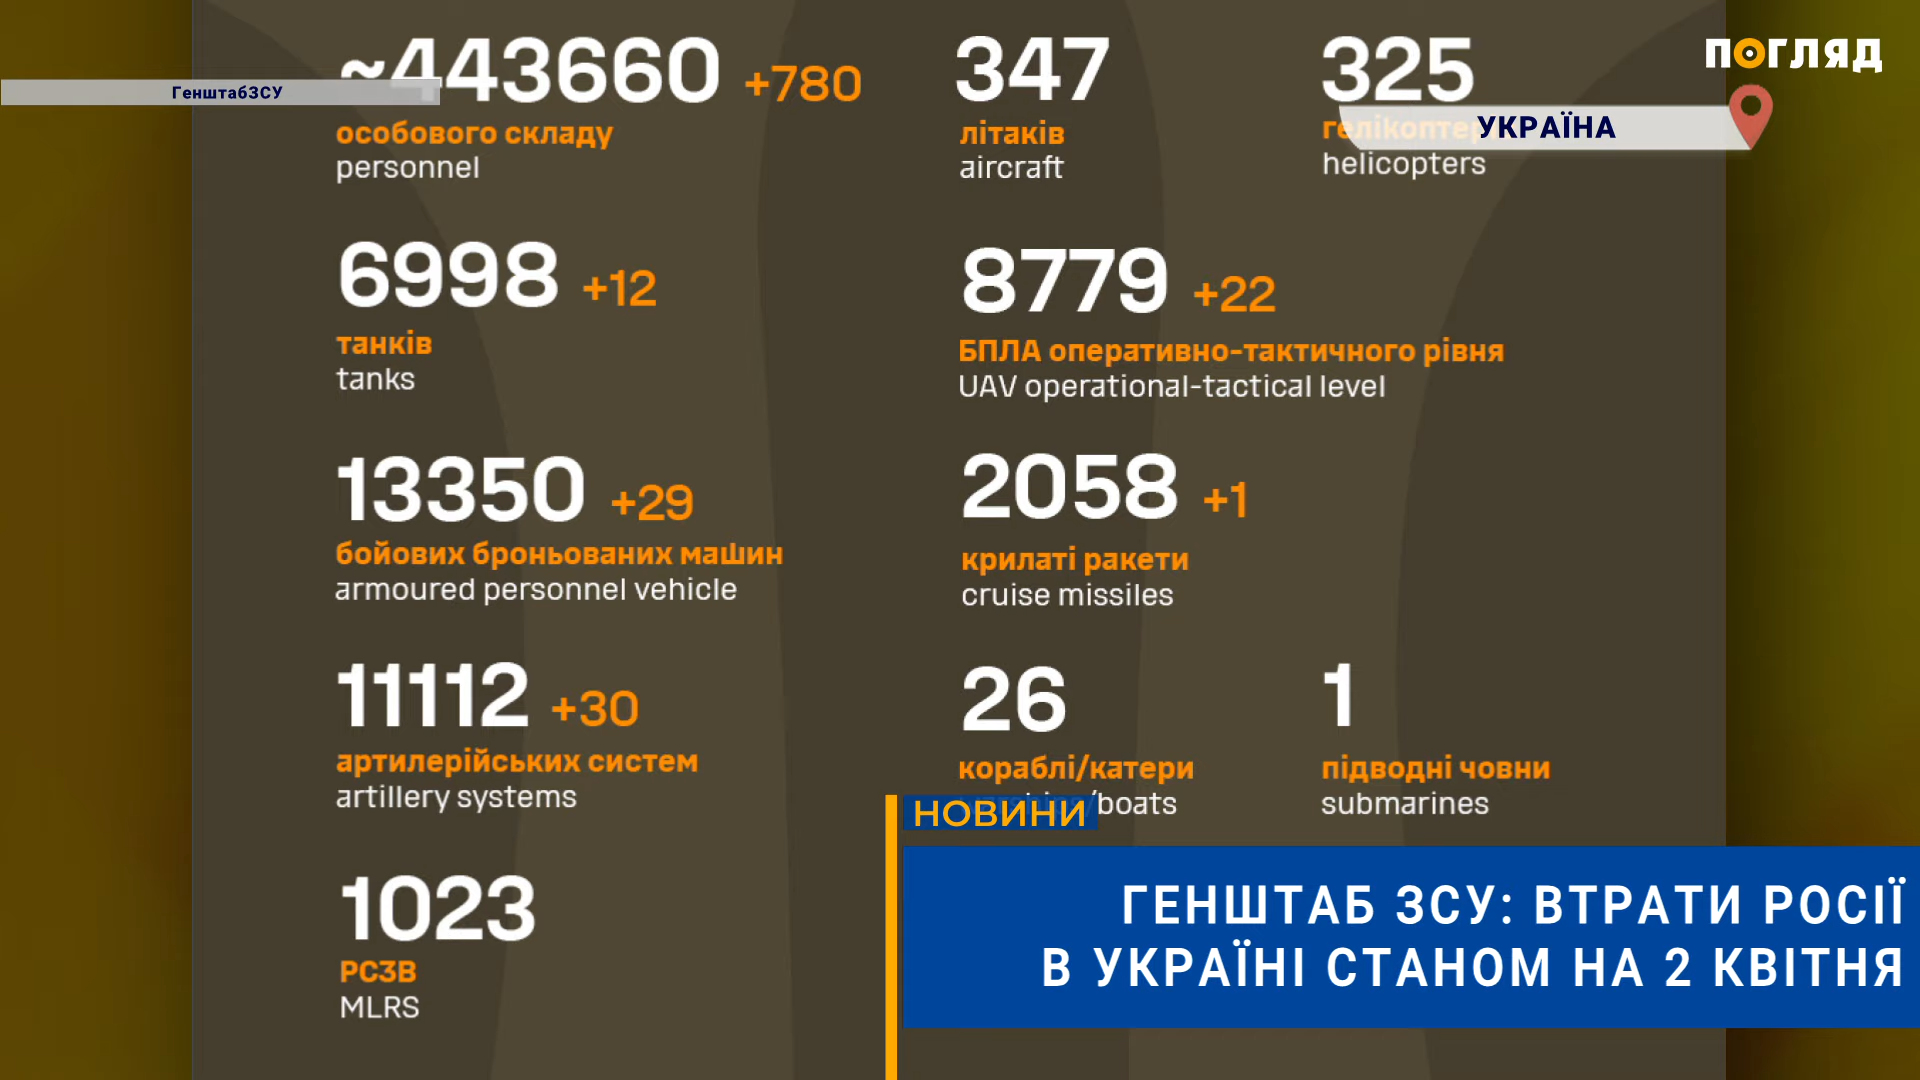 ~443660 +780
особового складу
personnel
347
літаків
aircraft
325
helicopters
ПОГЛЯД
ГенштабЗСУ
УКРАЇНА
6998 +12
танків
tanks
8779 +22
БПЛА оперативно-тактичного рівня
UAV operational-tactical level
13350 +29
бойових броньованих машин
armoured personnel vehicle
2058 +1
крилаті ракети
cruise missiles
11112 +30
артилерійських систем
artillery systems
26
кораблі/катери
/boats
1
підводні човни
submarines
1023
РСЗВ
MLRS
НОВИНИ
ГЕНШТАБ ЗСУ: ВТРАТИ РОСІЇ
В УКРАЇНІ СТАНОМ НА 2 КВІТНЯ